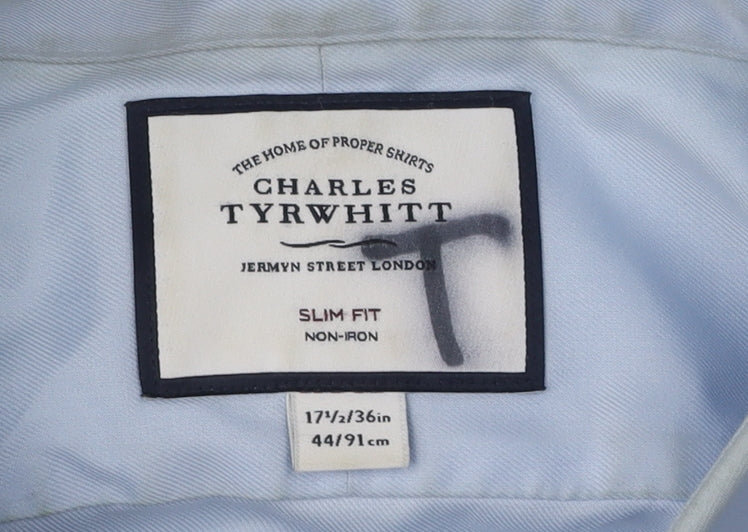 THE HOME OF PROPER SHIRTS
CHARLES
TYRWHITT
JERMYN STREET LONDON
T
SLIM FIT
NON-IRON
17½/36in
44/91cm